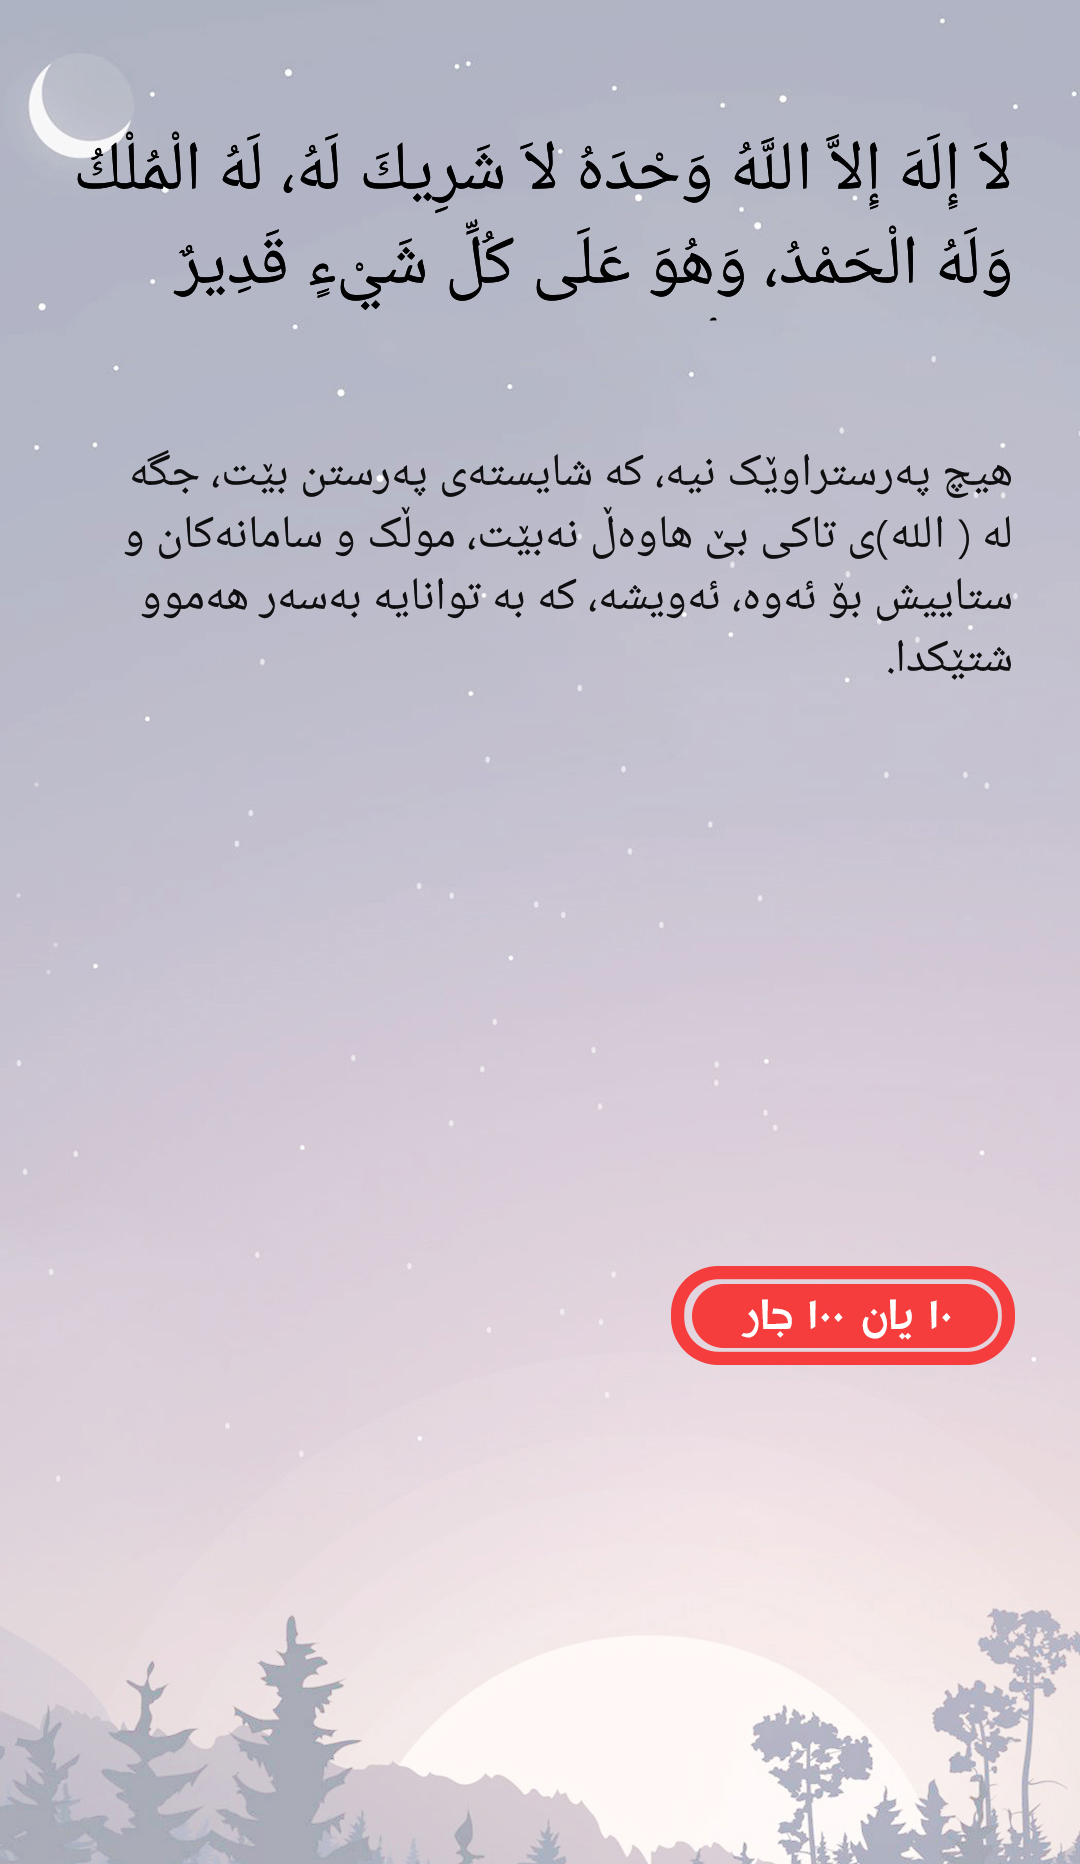 لاَ إِلَهَ إِلاَّ اللَّهُ وَحْدَهُ لاَ شَرِيكَ لَهُ، لَهُ الْمُلْكُ
وَلَهُ الْحَمْدُ، وَهُوَ عَلَى كُلِّ شَيْءٍ قَدِيرٌ
هیچ پەرستراوێک نیە، کە شایستەی پەرستن بێت، جگە
لە ( اللە)ی تاکی بێ هاوەڵ نەبێت، موڵک و سامانەکان و
ستاییش بۆ ئەوە، ئەویشە، کە بە توانایە بەسەر هەموو
شتێکدا.
١٠ یان ١٠٠ جار